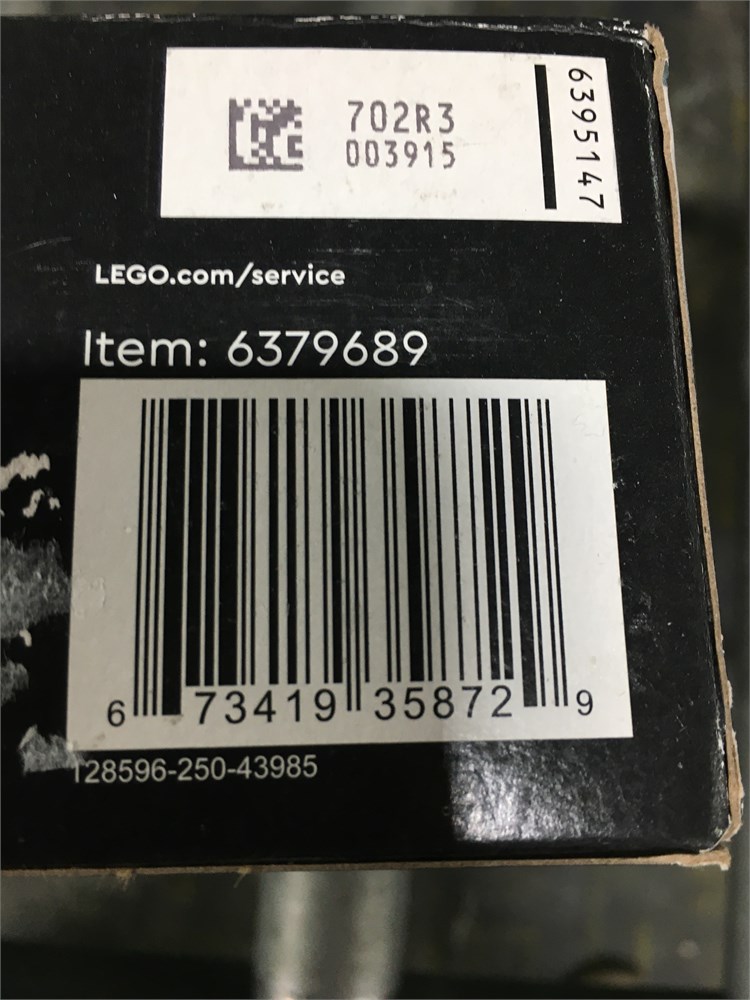 702R3
003915
6395147
LEGO.com/service
Item: 6379689
6 73419 35872 9
128596-250-43985